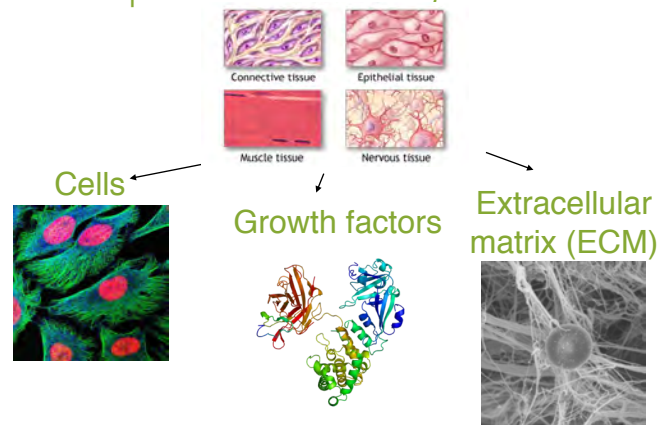 Connective tissue
Epithelial tissue
Muscle tissue
Nervous tissue
Cells
Growth factors
Extracellular
matrix (ECM)